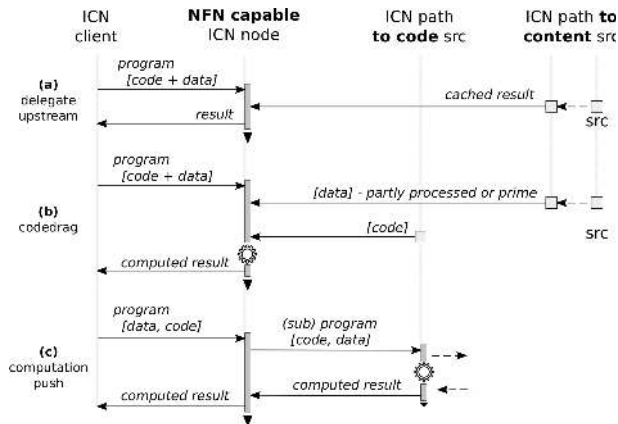 ICN
client
NFN capable
ICN node
ICN path
to code src
ICN path to
content src
(a)
delegate
upstream
program
[code + data]
cached result
result
src
(b)
codedrag
program
[code + data]
[data] - partly processed or prime
[code]
src
computed result
(c)
computation
push
program
[data, code]
(sub) program
[code, data]
computed result
computed result